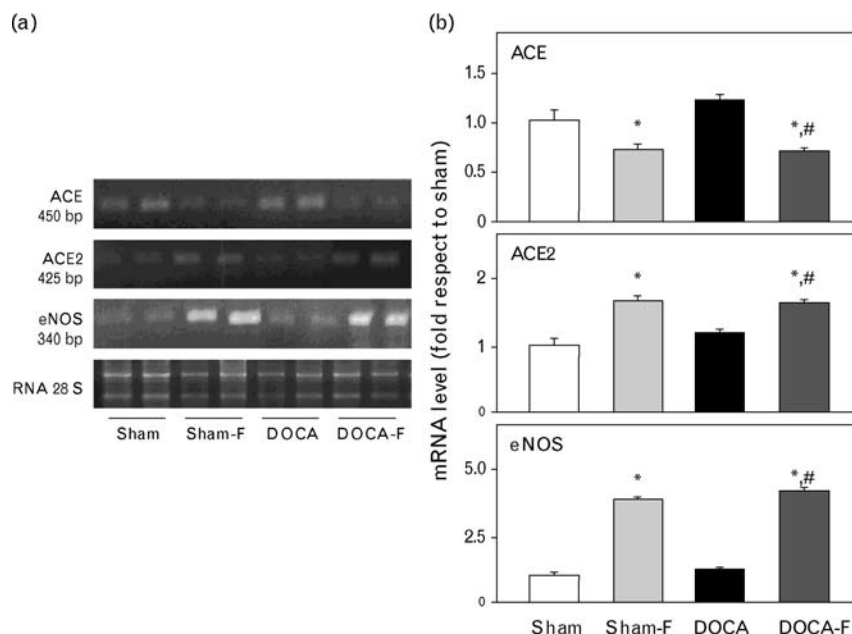 (a)
ACE
450 bp
ACE2
425 bp
eNOS
340 bp
RNA 28 S
Sham Sham-F DOCA DOCA-F
(b)
mRNA level (fold respect to sham)
ACE
1.5
1.0
0.5
0
*
*,#
ACE2
2
1
0
*
*,#
eNOS
5.0
2.5
0
*
*,#
Sham Sham-F DOCA DOCA-F